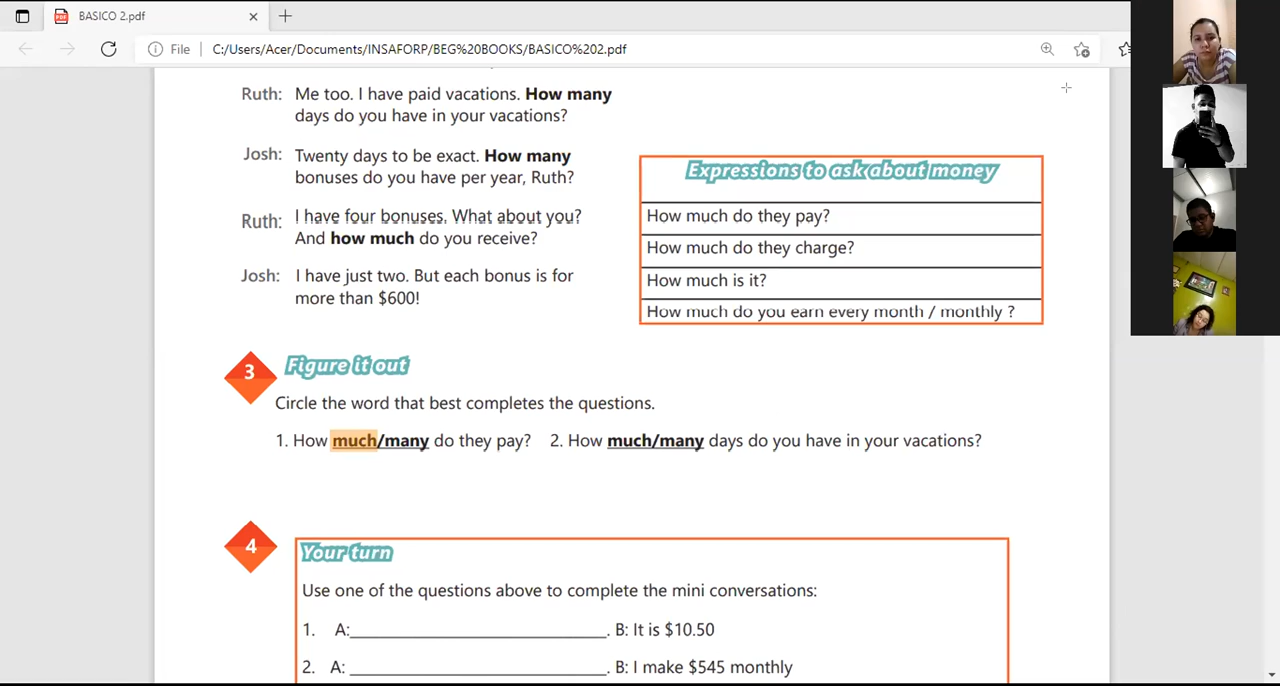 BASICO 2.pdf
File
C:/Users/Acer/Documents/INSAFORP/BEG%20BOOKS/BASICO%202.pdf
Ruth: Me too. I have paid vacations. How many
days do you have in your vacations?
Josh: Twenty days to be exact. How many
bonuses do you have per year, Ruth?
Ruth: I have four bonuses. What about you?
And how much do you receive?
Josh: I have just two. But each bonus is for
more than $600!
Expressions to ask about money
How much do they pay?
How much do they charge?
How much is it?
How much do you earn every month / monthly ?
3 Figure it out
Circle the word that best completes the questions.
1. How much/many do they pay? 2. How much/many days do you have in your vacations?
4 Your turn
Use one of the questions above to complete the mini conversations:
1. A:___________________________. B: It is $10.50
2. A: ___________________________. B: I make $545 monthly